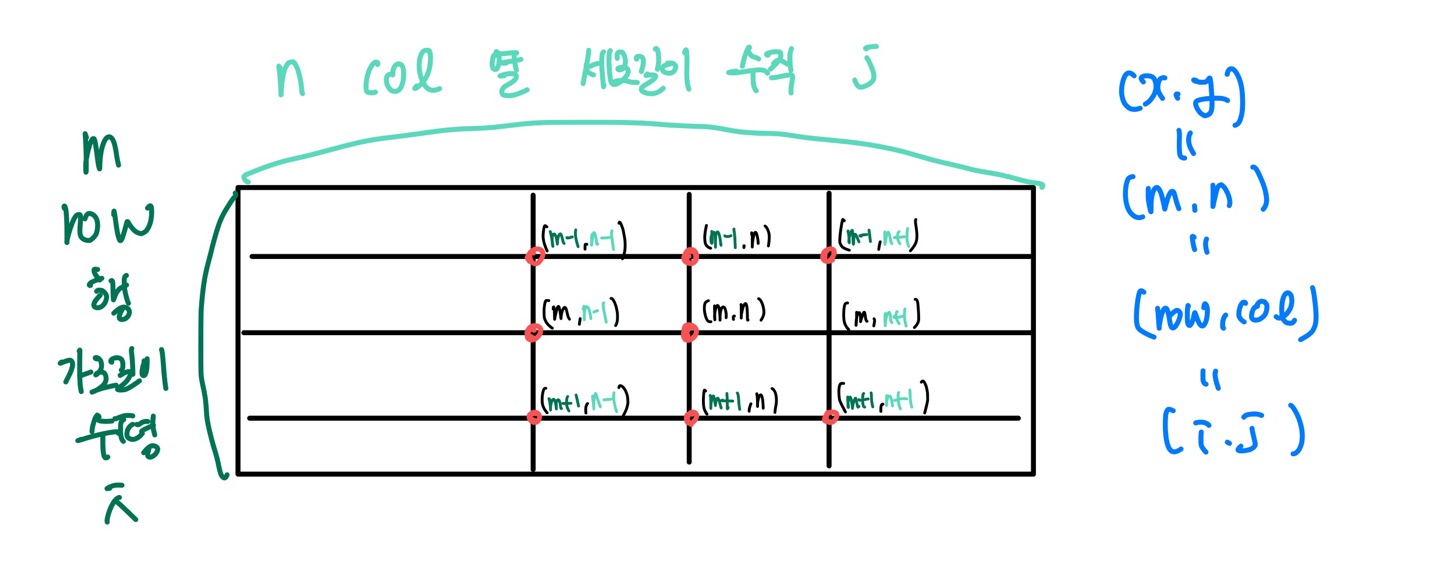 n col 열 세로길이 수직 j
m
row
행
가로길이
수평
i
(m-1, n-1) (m-1, n) (m-1, n+1)
(m, n-1) (m, n) (m, n+1)
(m+1, n-1) (m+1, n) (m+1, n+1)
(x, y)
=
(m, n)
=
(row, col)
=
(i, j)